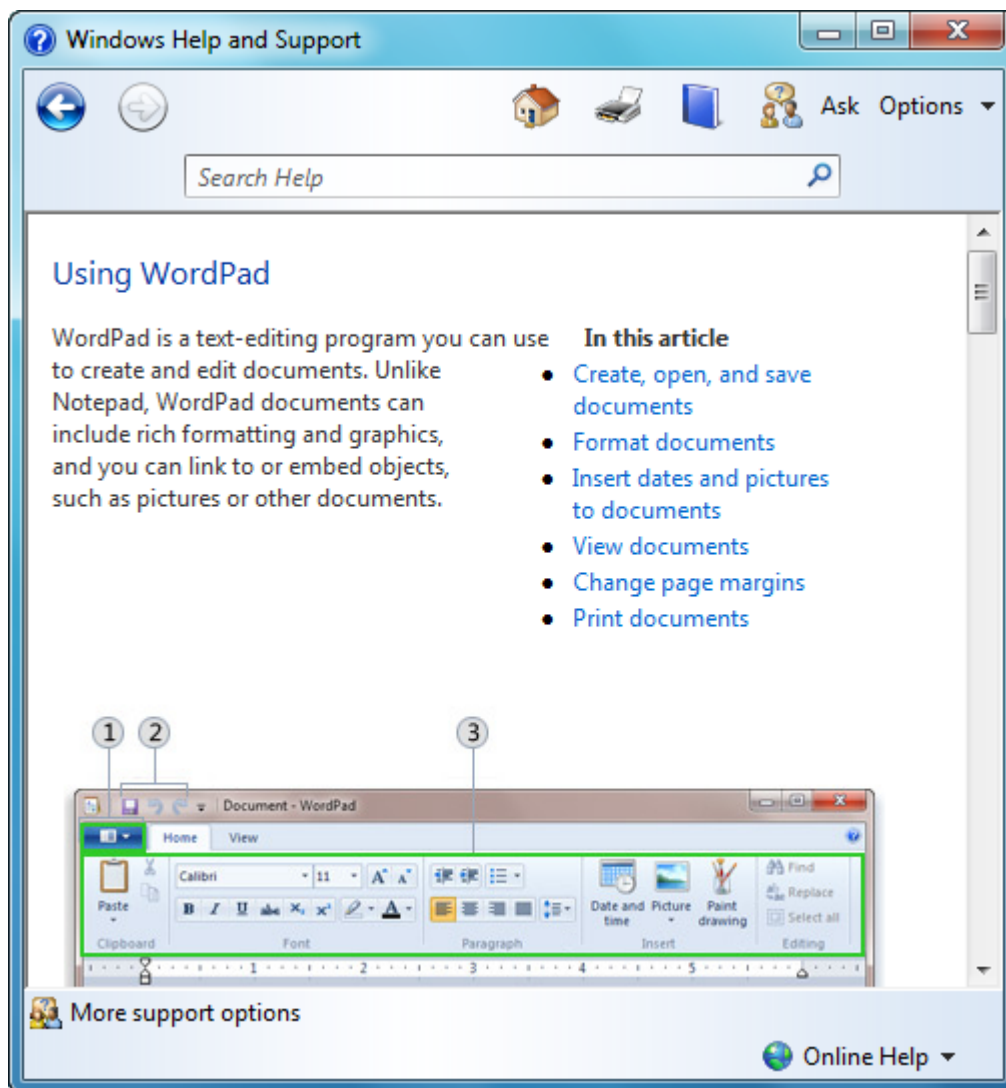 Windows Help and Support
Ask Options
Search Help
Using WordPad
WordPad is a text-editing program you can use
to create and edit documents. Unlike
Notepad, WordPad documents can
include rich formatting and graphics,
and you can link to or embed objects,
such as pictures or other documents.
In this article
Create, open, and save
documents
Format documents
Insert dates and pictures
to documents
View documents
Change page margins
Print documents
1 2 3
Document - WordPad
Home View
Calibri 11 A A Find
Replace
Paste B I U abc X₂ x² A Date and Picture Paint Select all
time drawing
Clipboard Font Paragraph Insert Editing
1 2 3 4 5
More support options
Online Help